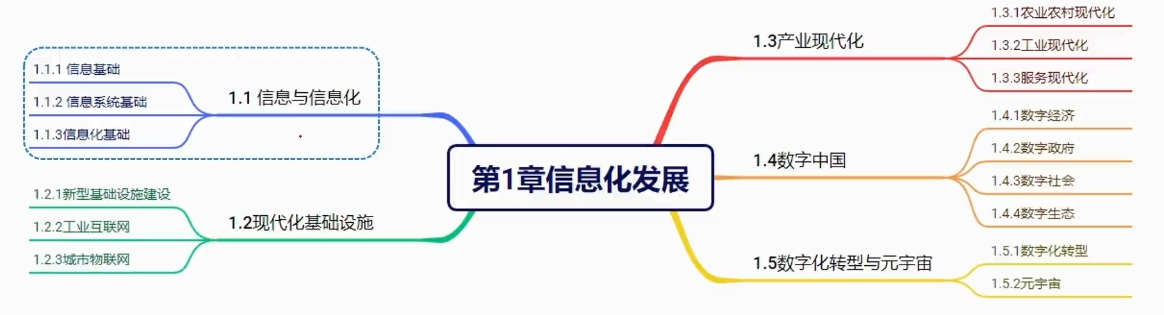 第1章信息化发展
1.1 信息与信息化
1.1.1 信息基础
1.1.2 信息系统基础
1.1.3信息化基础
1.2现代化基础设施
1.2.1新型基础设施建设
1.2.2工业互联网
1.2.3城市物联网
1.3产业现代化
1.3.1农业农村现代化
1.3.2工业现代化
1.3.3服务现代化
1.4数字中国
1.4.1数字经济
1.4.2数字政府
1.4.3数字社会
1.4.4数字生态
1.5数字化转型与元宇宙
1.5.1数字化转型
1.5.2元宇宙